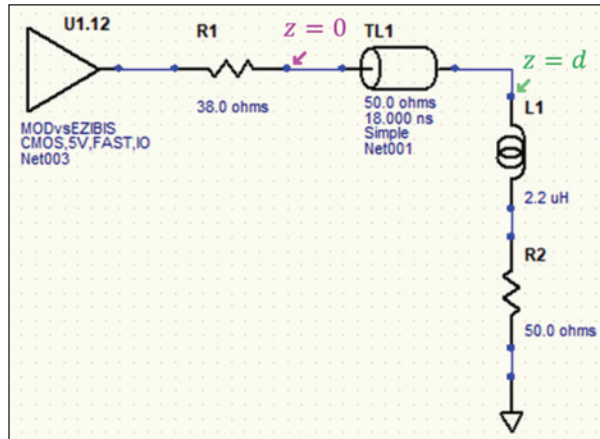 U1.12
R1
z = 0
TL1
z = d
L1
38.0 ohms
50.0 ohms
18.000 ns
Simple
Net001
MODvsEZIBIS
CMOS,5V,FAST,IO
Net003
2.2 uH
R2
50.0 ohms